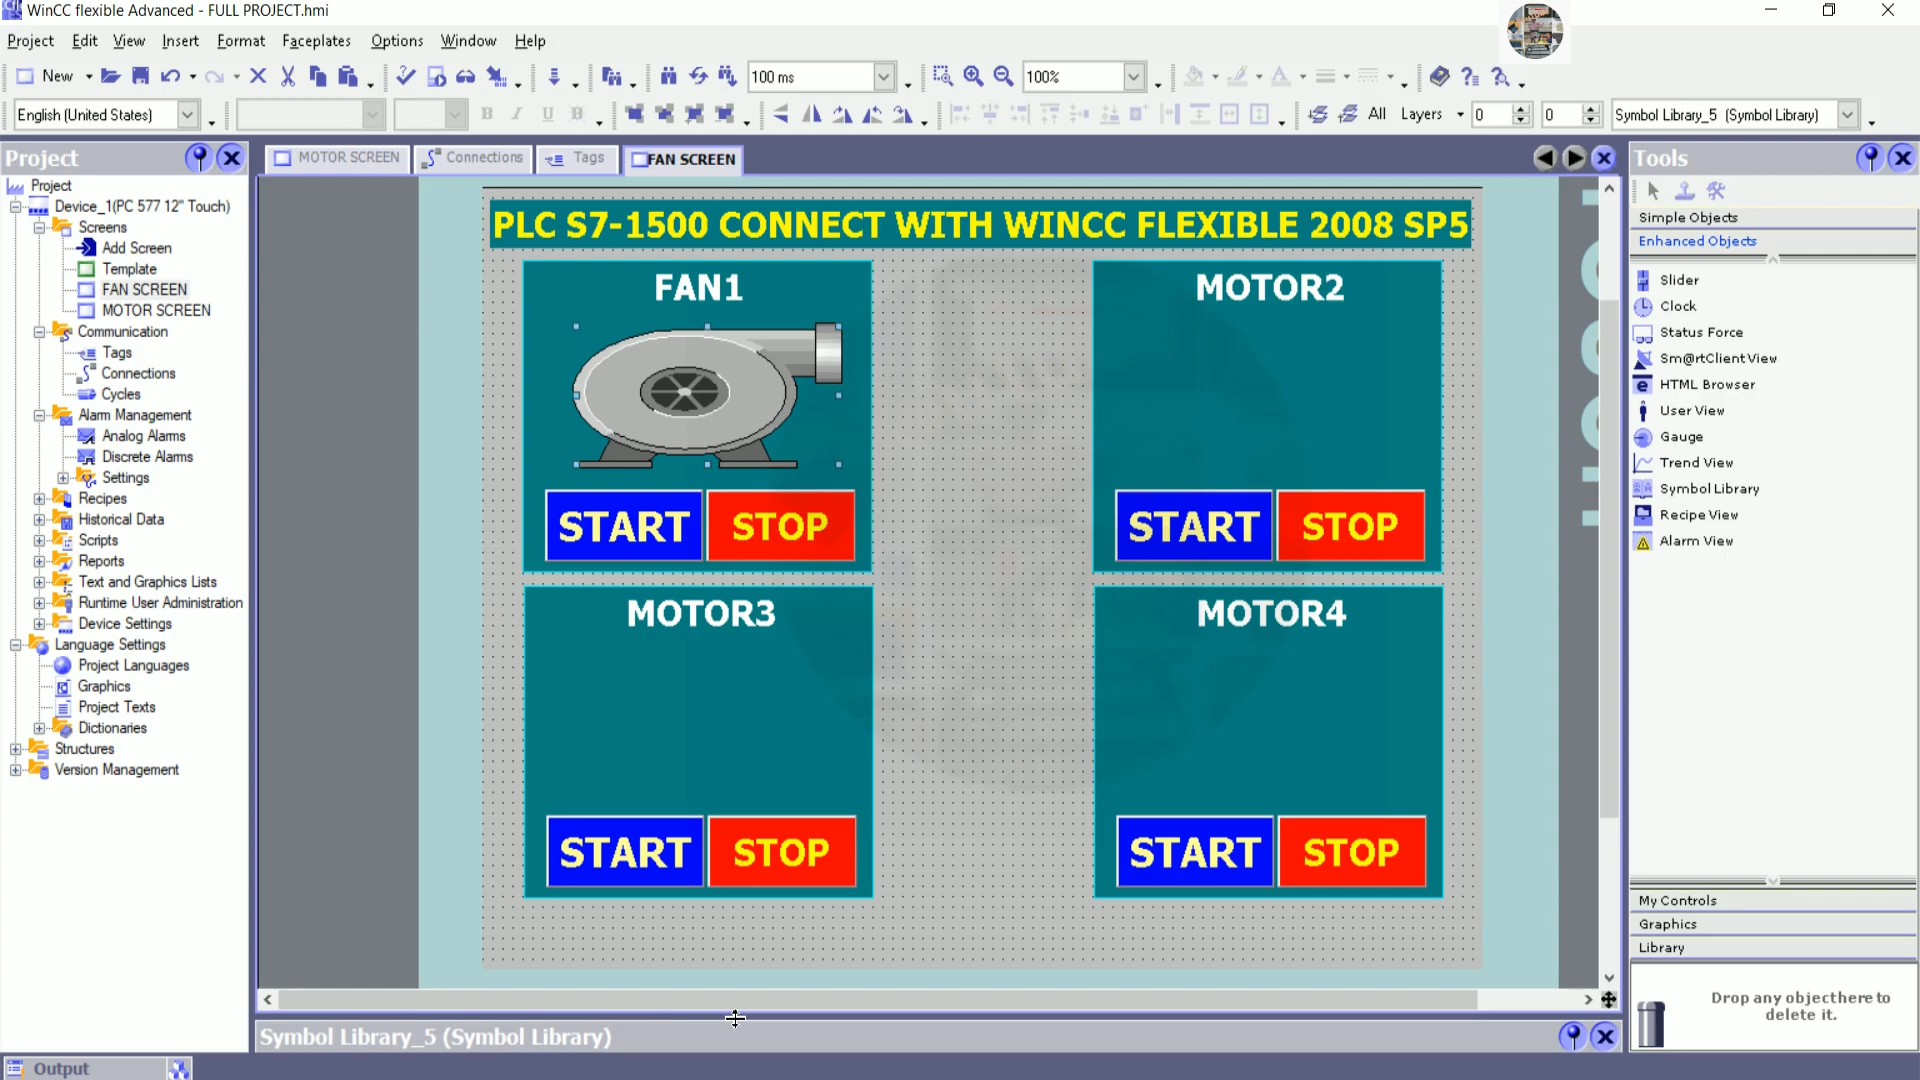 WinCC flexible Advanced - FULL PROJECT.hmi
Project Edit View Insert Format Faceplates Options Window Help
New 100 ms 100%
English (United States) B I U B All Layers 0 0 Symbol Library_5 (Symbol Library)
Project
Project
Device_1(PC 577 12" Touch)
Screens
Add Screen
Template
FAN SCREEN
MOTOR SCREEN
Communication
Tags
Connections
Cycles
Alarm Management
Analog Alarms
Discrete Alarms
Settings
Recipes
Historical Data
Scripts
Reports
Text and Graphics Lists
Runtime User Administration
Device Settings
Language Settings
Project Languages
Graphics
Project Texts
Dictionaries
Structures
Version Management
MOTOR SCREEN Connections Tags FAN SCREEN
PLC S7-1500 CONNECT WITH WINCC FLEXIBLE 2008 SP5
FAN1
START STOP
MOTOR2
START STOP
MOTOR3
START STOP
MOTOR4
START STOP
Symbol Library_5 (Symbol Library)
Output
Tools
Simple Objects
Enhanced Objects
Slider
Clock
Status Force
Sm@rtClient View
HTML Browser
User View
Gauge
Trend View
Symbol Library
Recipe View
Alarm View
My Controls
Graphics
Library
Drop any objecthere to
delete it.